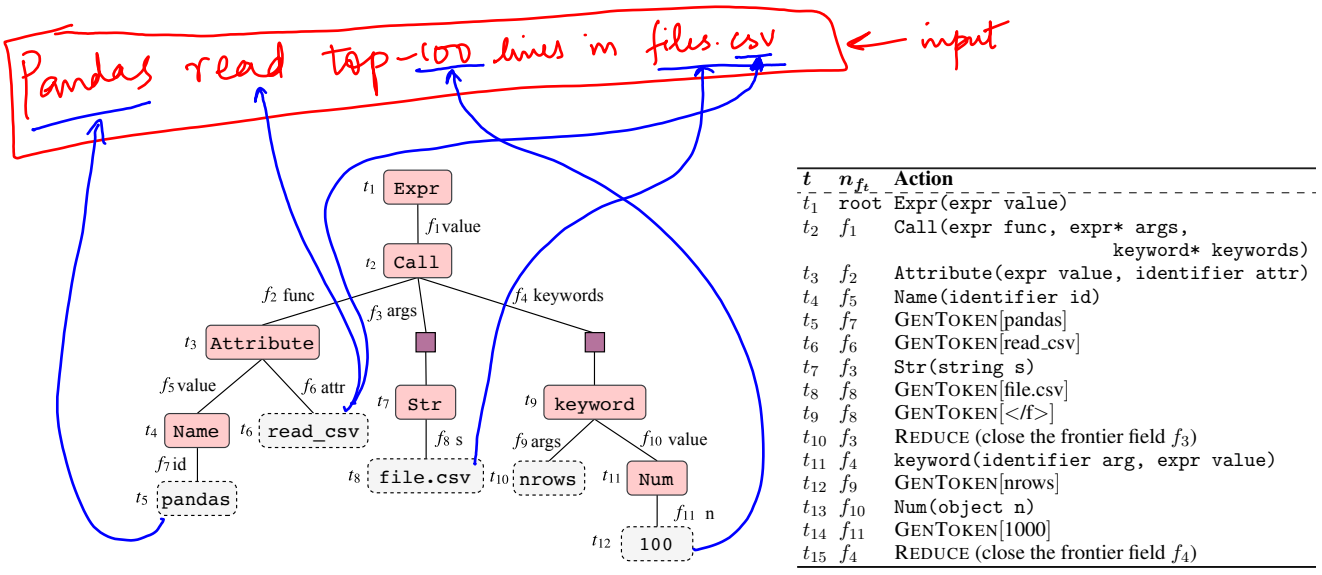 Pandas read top-100 lines in files.csv ← input
t1 Expr
f1 value
t2 Call
f2 func
f3 args
f4 keywords
t3 Attribute
f5 value
f6 attr
t7 Str
t9 keyword
t4 Name
t6 read_csv
f8 s
f9 args
f10 value
f7 id
t8 file.csv
t10 nrows
t11 Num
t5 pandas
f11 n
t12 100
t nft Action
t1 root Expr(expr value)
t2 f1 Call(expr func, expr* args,
keyword* keywords)
t3 f2 Attribute(expr value, identifier attr)
t4 f5 Name(identifier id)
t5 f7 GENTOKEN[pandas]
t6 f6 GENTOKEN[read_csv]
t7 f3 Str(string s)
t8 f8 GENTOKEN[file.csv]
t9 f8 GENTOKEN[</f>]
t10 f3 REDUCE (close the frontier field f3)
t11 f4 keyword(identifier arg, expr value)
t12 f9 GENTOKEN[nrows]
t13 f10 Num(object n)
t14 f11 GENTOKEN[1000]
t15 f4 REDUCE (close the frontier field f4)